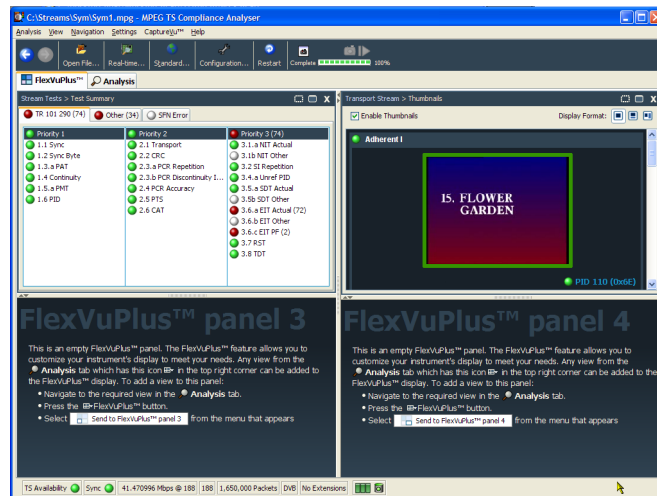 C:\Streams\Sym\Sym1.mpg - MPEG TS Compliance Analyser
Analysis View Navigation Settings CaptureVu™ Help
Open File... Real-time... Standard... Configuration... Restart Complete 100%
FlexVuPlus™ Analysis
Stream Tests > Test Summary
TR 101 290 (74) Other (34) SFN Error
Priority 1
1.1 Sync
1.2 Sync Byte
1.3.a PAT
1.4 Continuity
1.5.a PMT
1.6 PID
Priority 2
2.1 Transport
2.2 CRC
2.3.a PCR Repetition
2.3.b PCR Discontinuity I...
2.4 PCR Accuracy
2.5 PTS
2.6 CAT
Priority 3 (74)
3.1.a NIT Actual
3.1b NIT Other
3.2 SI Repetition
3.4.a Unref PID
3.5.a SDT Actual
3.5b SDT Other
3.6.a EIT Actual (72)
3.6.b EIT Other
3.6.c EIT PF (2)
3.7 RST
3.8 TDT
Transport Stream > Thumbnails
Enable Thumbnails Display Format:
Adherent I
15. FLOWER
GARDEN
PID 110 (0x6E)
FlexVuPlus™ panel 3
This is an empty FlexVuPlus™ panel. The FlexVuPlus™ feature allows you to
customize your instrument's display to meet your needs. Any view from the
Analysis tab which has this icon in the top right corner can be added to
the FlexVuPlus™ display. To add a view to this panel:
• Navigate to the required view in the Analysis tab.
• Press the FlexVuPlus™ button.
• Select Send to FlexVuPlus™ panel 3 from the menu that appears
FlexVuPlus™ panel 4
This is an empty FlexVuPlus™ panel. The FlexVuPlus™ feature allows you to
customize your instrument's display to meet your needs. Any view from the
Analysis tab which has this icon in the top right corner can be added to the
FlexVuPlus™ display. To add a view to this panel:
• Navigate to the required view in the Analysis tab.
• Press the FlexVuPlus™ button.
• Select Send to FlexVuPlus™ panel 4 from the menu that appears
TS Availability Sync 41.470996 Mbps @ 188 188 1,650,000 Packets DVB No Extensions